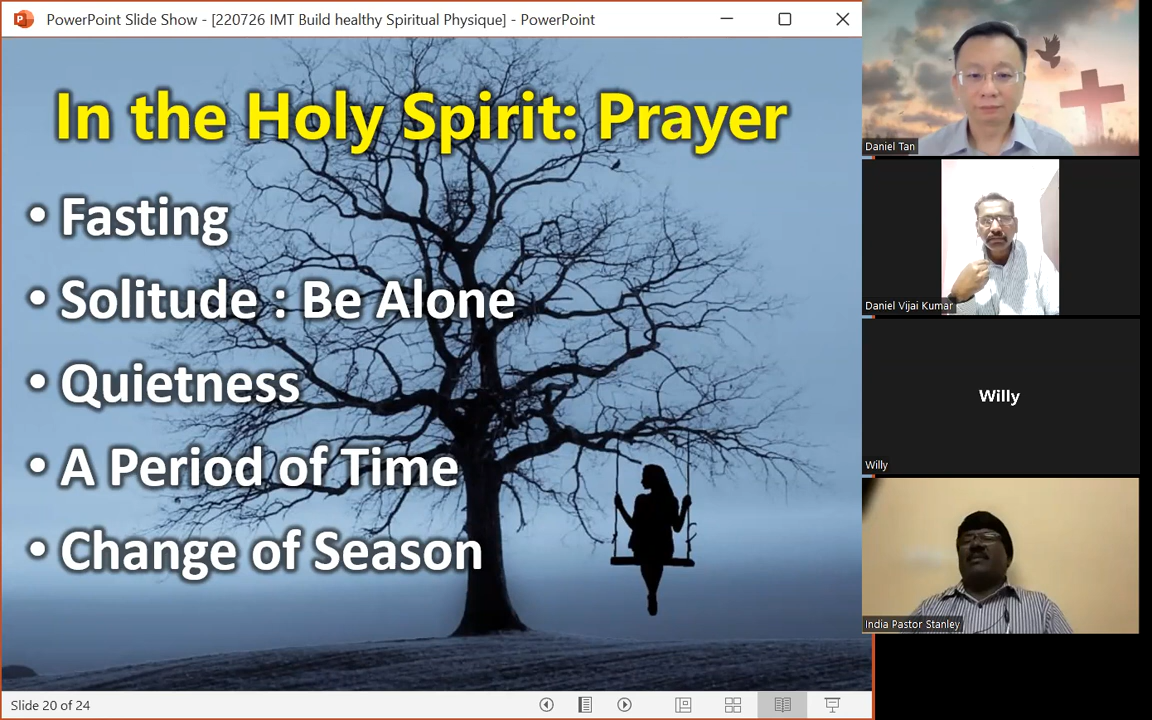 PowerPoint Slide Show - [220726 IMT Build healthy Spiritual Physique] - PowerPoint
In the Holy Spirit: Prayer
• Fasting
• Solitude : Be Alone
• Quietness
• A Period of Time
• Change of Season
Slide 20 of 24
Daniel Tan
Daniel Vijai Kumar
Willy
Willy
India Pastor Stanley